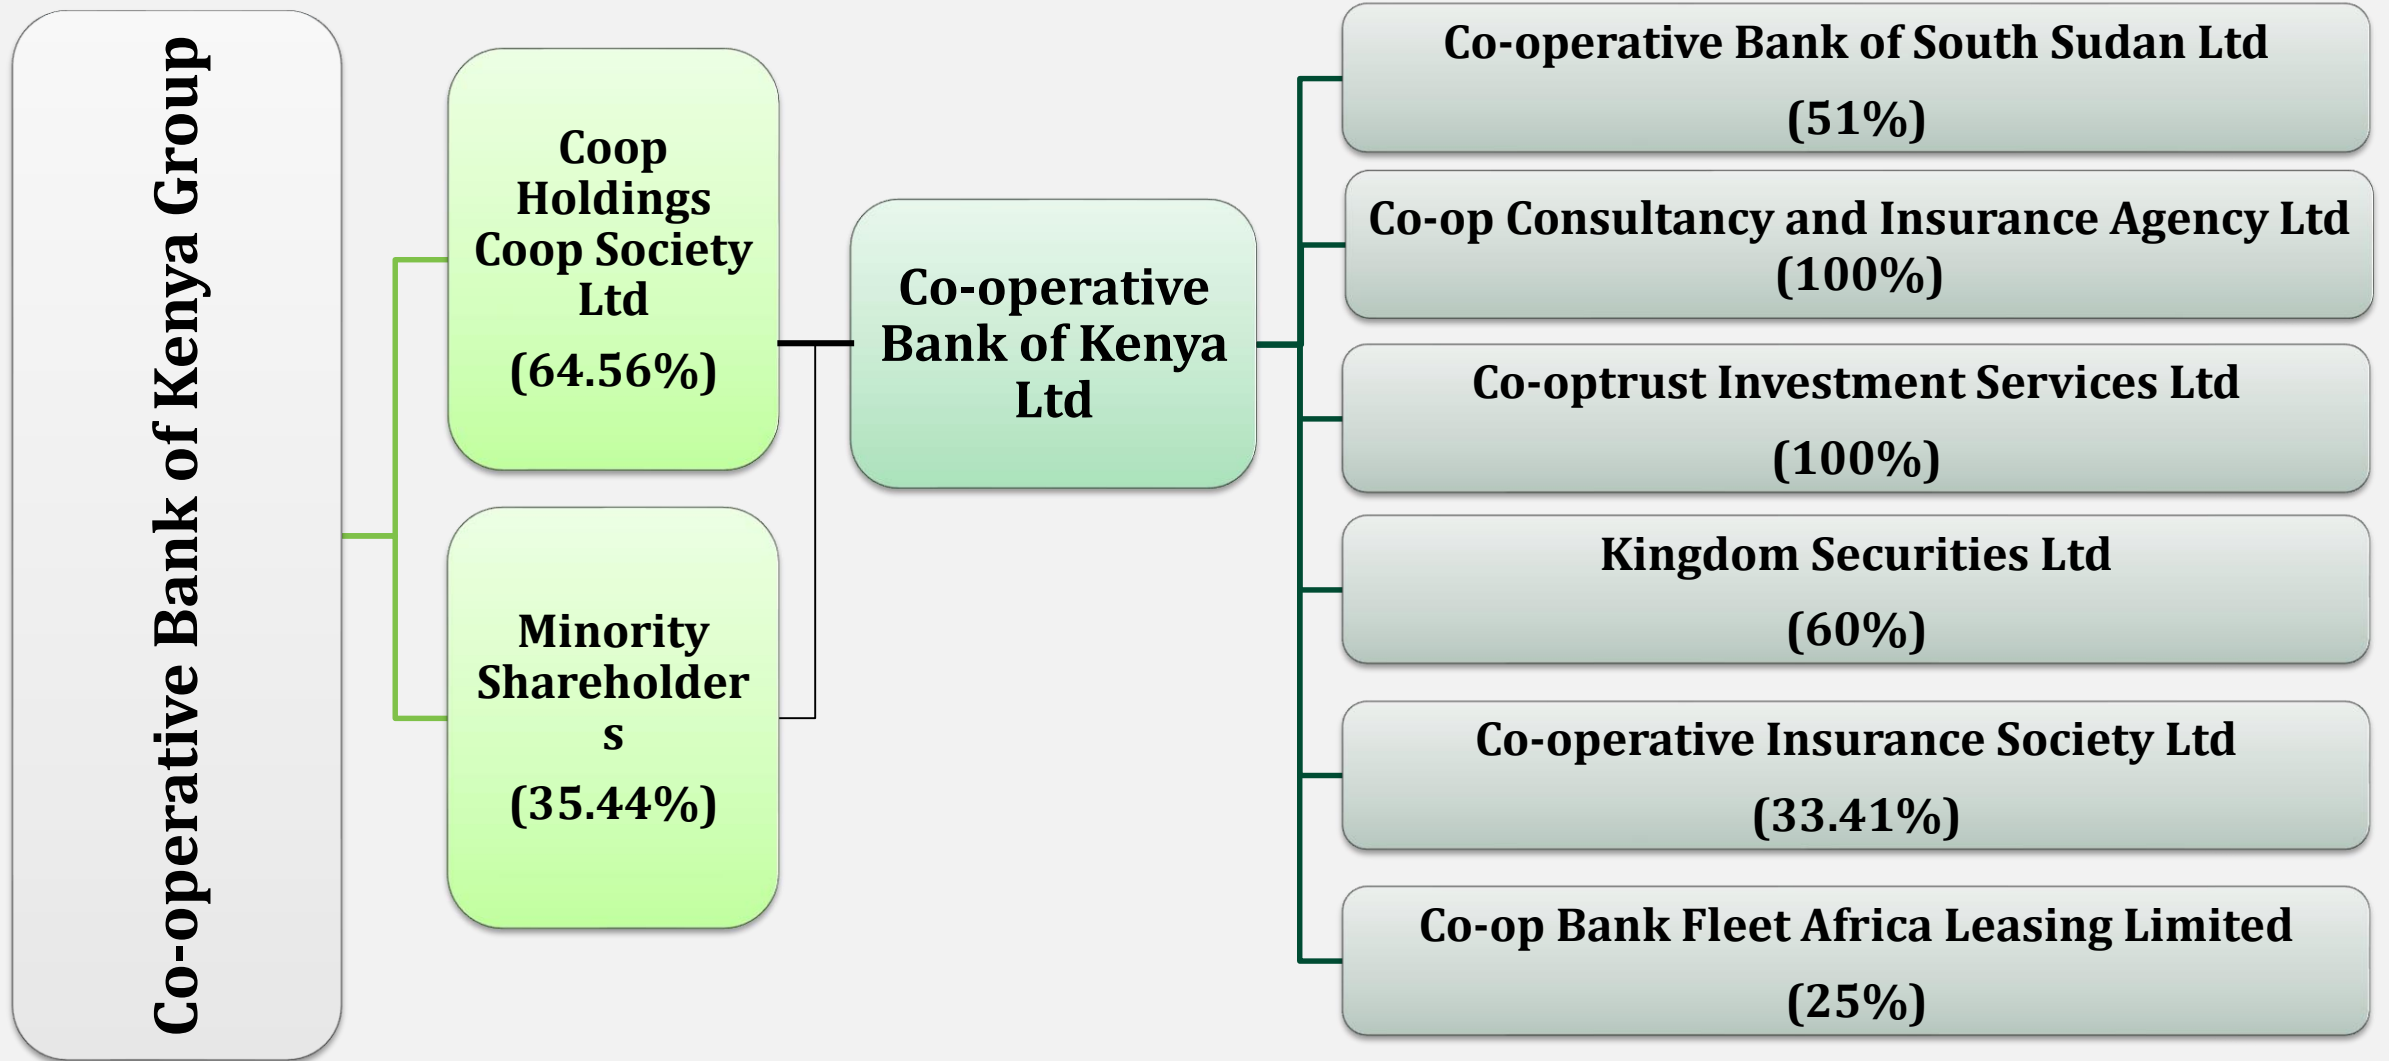 Co-operative Bank of Kenya Group
Coop
Holdings
Coop Society
Ltd
(64.56%)
Minority
Shareholder
s
(35.44%)
Co-operative
Bank of Kenya
Ltd
Co-operative Bank of South Sudan Ltd
(51%)
Co-op Consultancy and Insurance Agency Ltd
(100%)
Co-optrust Investment Services Ltd
(100%)
Kingdom Securities Ltd
(60%)
Co-operative Insurance Society Ltd
(33.41%)
Co-op Bank Fleet Africa Leasing Limited
(25%)